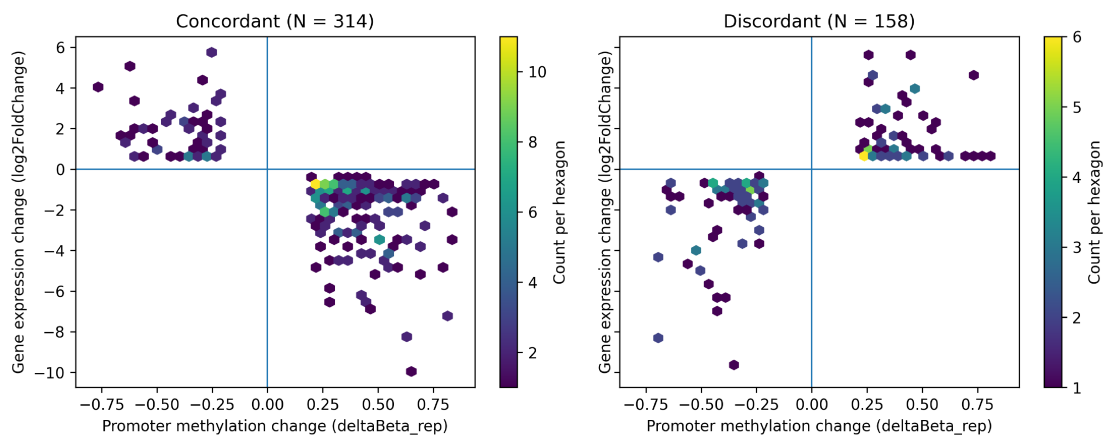 Concordant (N = 314)
Gene expression change (log2FoldChange)
6
4
2
0
−2
−4
−6
−8
−10
−0.75 −0.50 −0.25 0.00 0.25 0.50 0.75
Promoter methylation change (deltaBeta_rep)
10
8
6
4
2
Count per hexagon
Discordant (N = 158)
Gene expression change (log2FoldChange)
−0.75 −0.50 −0.25 0.00 0.25 0.50 0.75
Promoter methylation change (deltaBeta_rep)
6
5
4
3
2
1
Count per hexagon